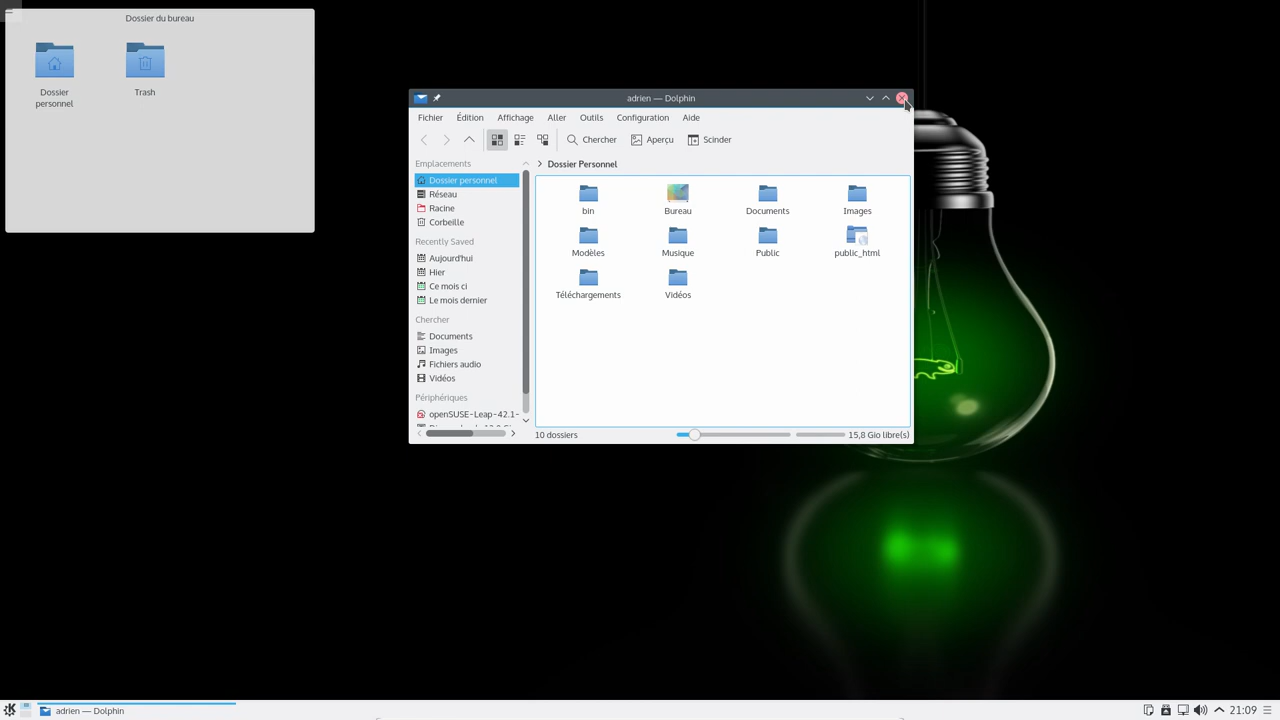 Dossier du bureau
Dossier
personnel
Trash
adrien — Dolphin
Fichier Édition Affichage Aller Outils Configuration Aide
Chercher Aperçu Scinder
Emplacements
Dossier personnel
Réseau
Racine
Corbeille
Recently Saved
Aujourd'hui
Hier
Ce mois ci
Le mois dernier
Chercher
Documents
Images
Fichiers audio
Vidéos
Périphériques
openSUSE-Leap-42.1-
Dossier Personnel
bin Bureau Documents Images
Modèles Musique Public public_html
Téléchargements Vidéos
10 dossiers 15,8 Gio libre(s)
adrien — Dolphin 21:09